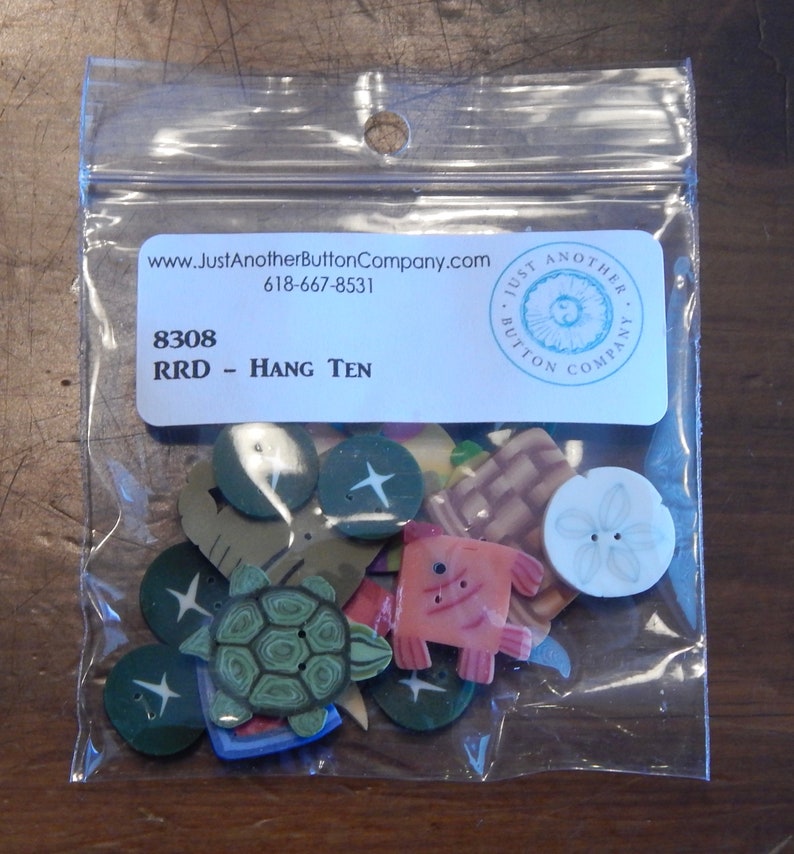 www.JustAnotherButtonCompany.com
618-667-8531
8308
RRD – Hang Ten
· JUST ANOTHER ·
BUTTON COMPANY